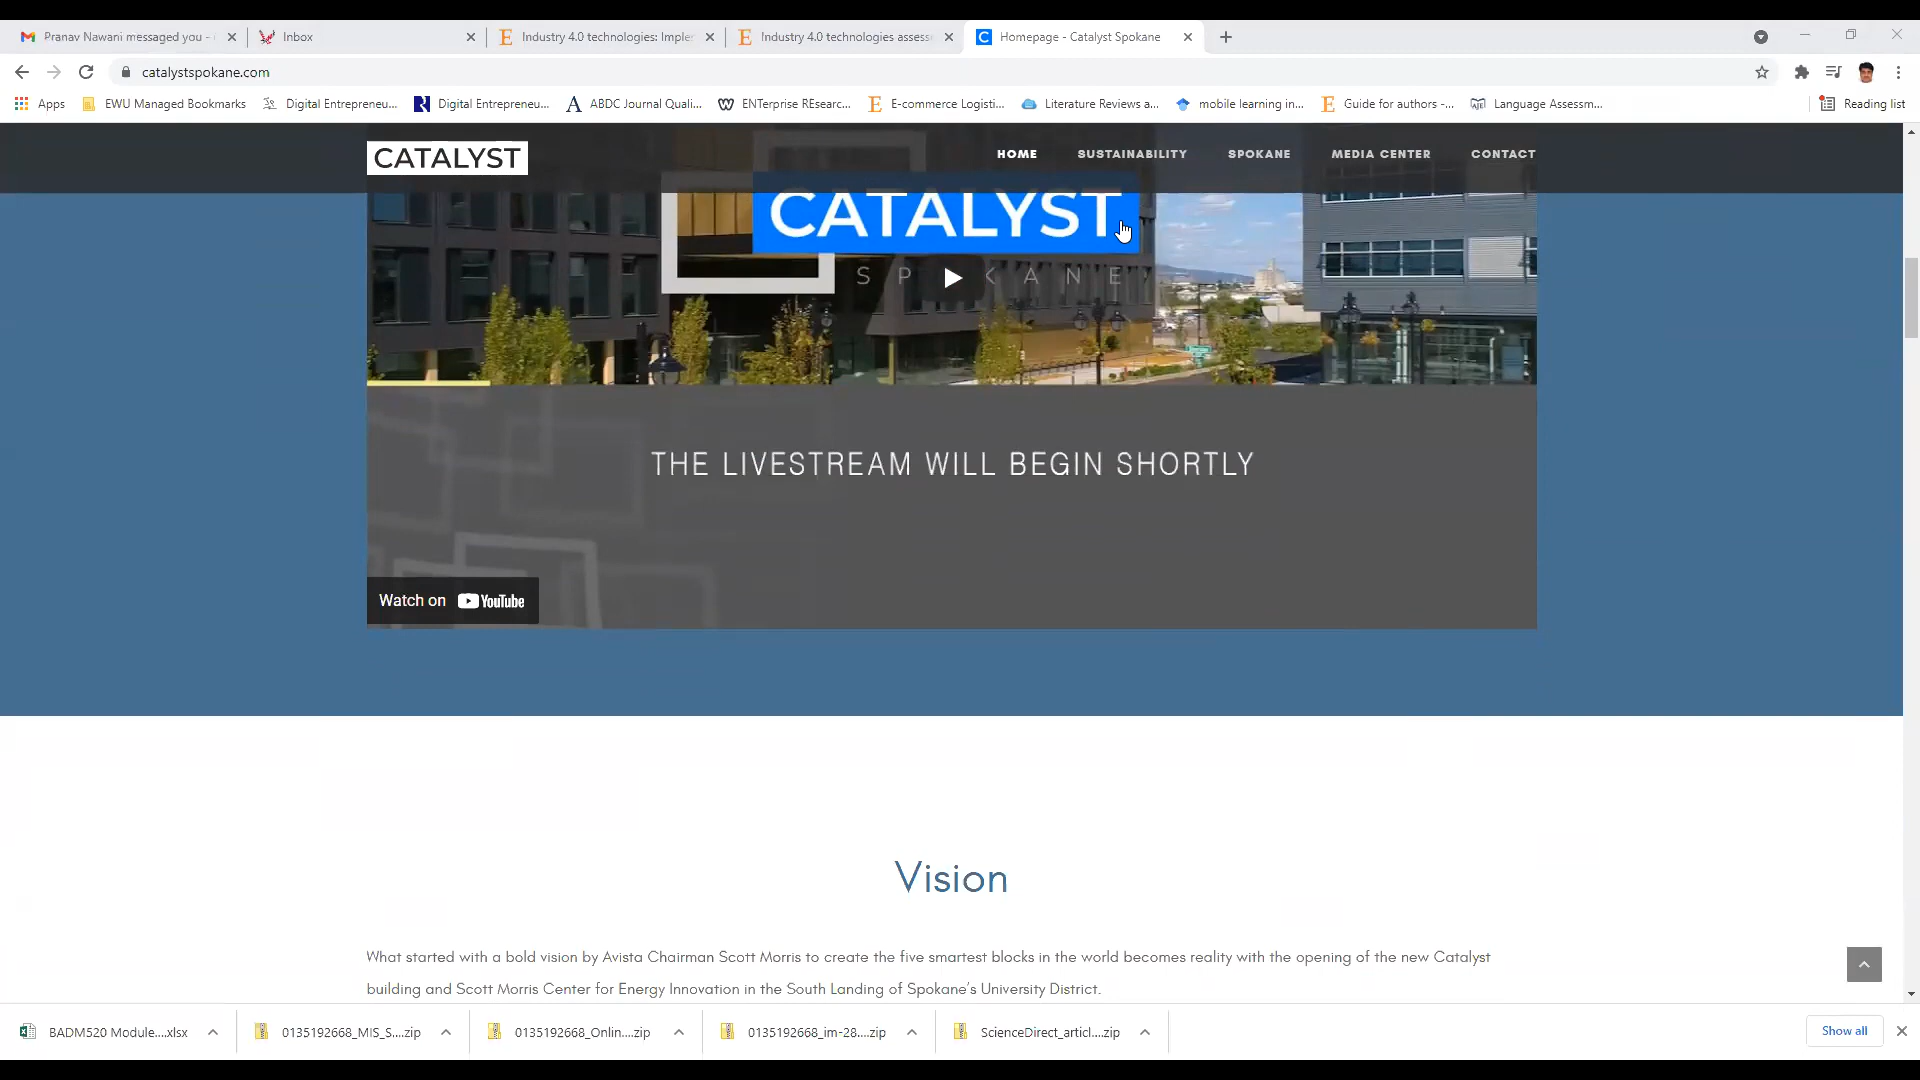 Pranav Nawani messaged you -
Inbox
Industry 4.0 technologies: Imple
Industry 4.0 technologies assess
Homepage - Catalyst Spokane
catalystspokane.com
Apps
EWU Managed Bookmarks
Digital Entrepreneu...
Digital Entrepreneu...
ABDC Journal Quali...
ENTerprise REsearc...
E-commerce Logisti...
Literature Reviews a...
mobile learning in...
Guide for authors -...
Language Assessm...
Reading list
CATALYST
HOME
SUSTAINABILITY
SPOKANE
MEDIA CENTER
CONTACT
CATALYST
SPOKANE
THE LIVESTREAM WILL BEGIN SHORTLY
Watch on YouTube
Vision
What started with a bold vision by Avista Chairman Scott Morris to create the five smartest blocks in the world becomes reality with the opening of the new Catalyst
building and Scott Morris Center for Energy Innovation in the South Landing of Spokane’s University District.
BADM520 Module....xlsx
0135192668_MIS_S....zip
0135192668_Onlin....zip
0135192668_im-28....zip
ScienceDirect_articl....zip
Show all